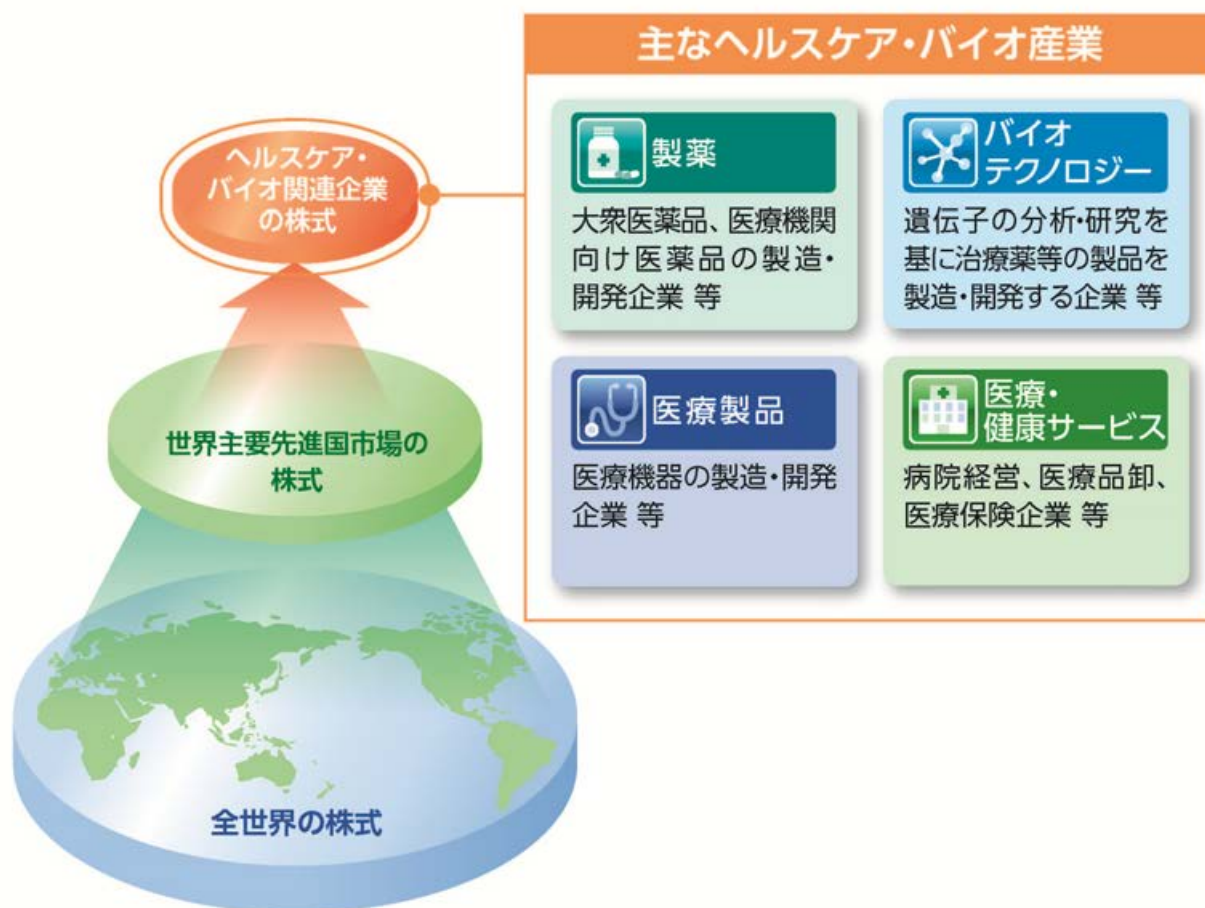 主なヘルスケア・バイオ産業
ヘルスケア・
バイオ関連企業
の株式
世界主要先進国市場の
株式
全世界の株式
製薬
大衆医薬品、医療機関
向け医薬品の製造・
開発企業 等
バイオ
テクノロジー
遺伝子の分析・研究を
基に治療薬等の製品を
製造・開発する企業 等
医療製品
医療機器の製造・開発
企業 等
医療・
健康サービス
病院経営、医療品卸、
医療保険企業 等